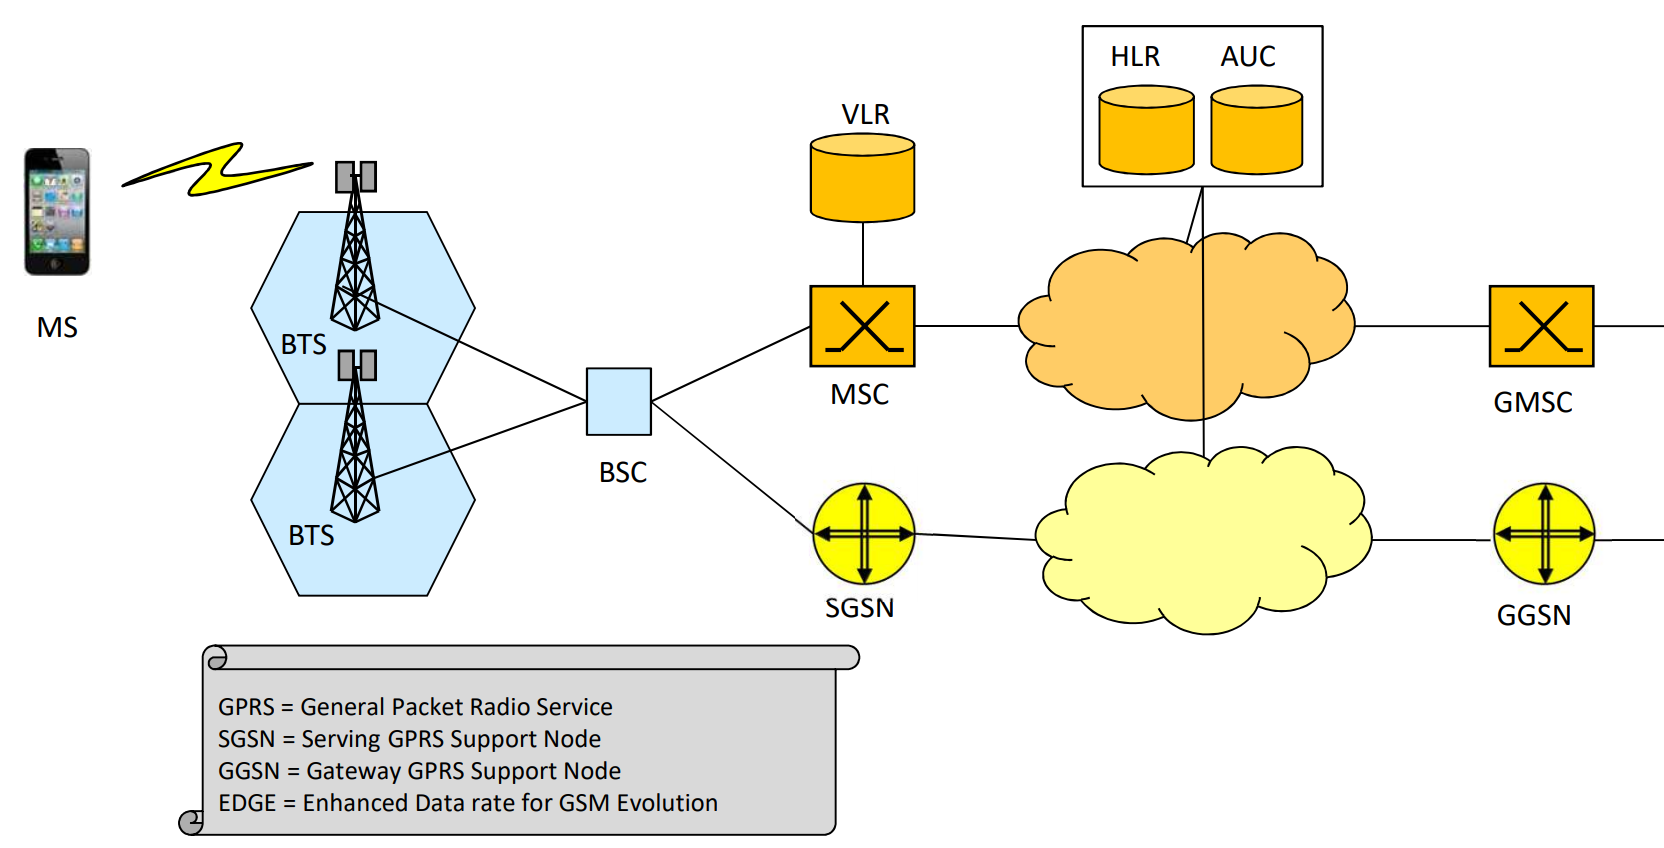 HLR
AUC
VLR
MS
BTS
MSC
GMSC
BSC
BTS
SGSN
GGSN
GPRS = General Packet Radio Service
SGSN = Serving GPRS Support Node
GGSN = Gateway GPRS Support Node
EDGE = Enhanced Data rate for GSM Evolution